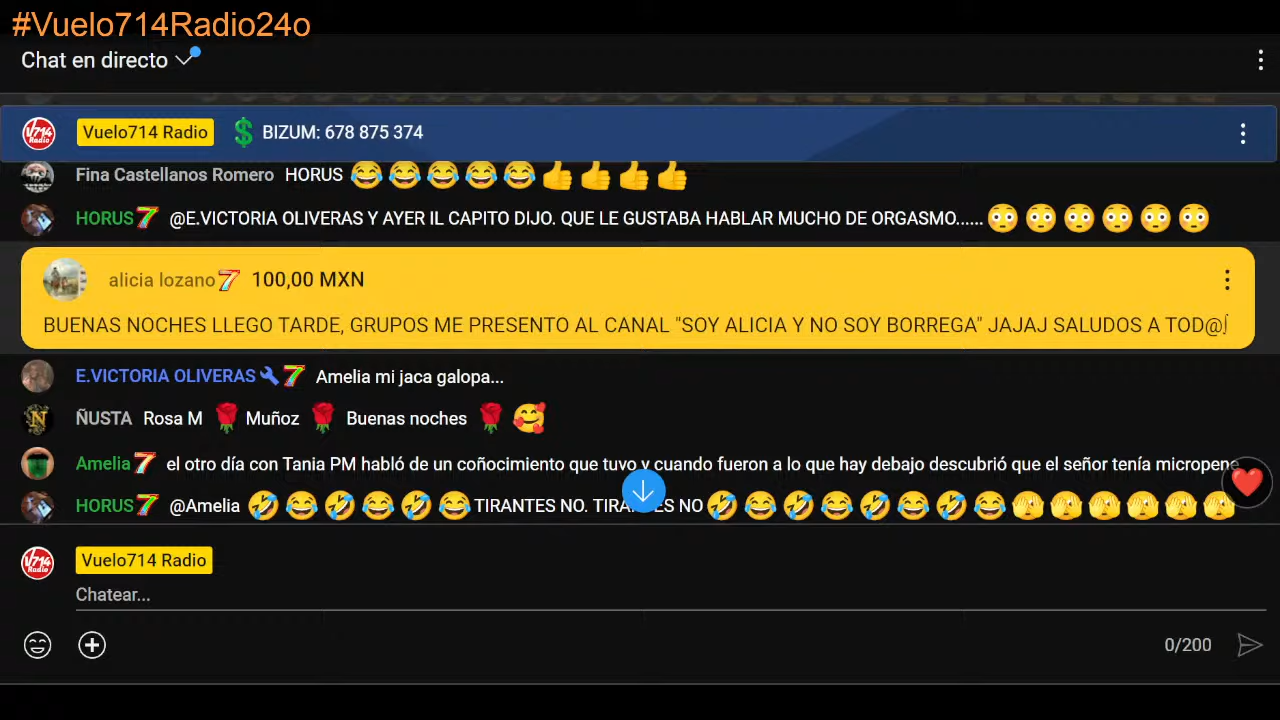 #Vuelo714Radio24o
Chat en directo
Vuelo714 Radio 💲 BIZUM: 678 875 374
Fina Castellanos Romero HORUS 😂😂😂😂😂👍👍👍👍
HORUS 7 @E.VICTORIA OLIVERAS Y AYER IL CAPITO DIJO. QUE LE GUSTABA HABLAR MUCHO DE ORGASMO...... 😳😳😳😳😳😳
alicia lozano 7 100,00 MXN
BUENAS NOCHES LLEGO TARDE, GRUPOS ME PRESENTO AL CANAL "SOY ALICIA Y NO SOY BORREGA" JAJAJ SALUDOS A TOD@
E.VICTORIA OLIVERAS 🔧 7 Amelia mi jaca galopa...
ÑUSTA Rosa M 🌹 Muñoz 🌹 Buenas noches 🌹 🥰
Amelia 7 el otro día con Tania PM habló de un coñocimiento que tuvo y cuando fueron a lo que hay debajo descubrió que el señor tenía micropene
HORUS 7 @Amelia 🤣😂🤣😂🤣😂 TIRANTES NO. TIRANTES NO 🤣😂🤣😂🤣😂🤣😂🫣🫣🫣🫣🫣🫣
Vuelo714 Radio
Chatear...
0/200